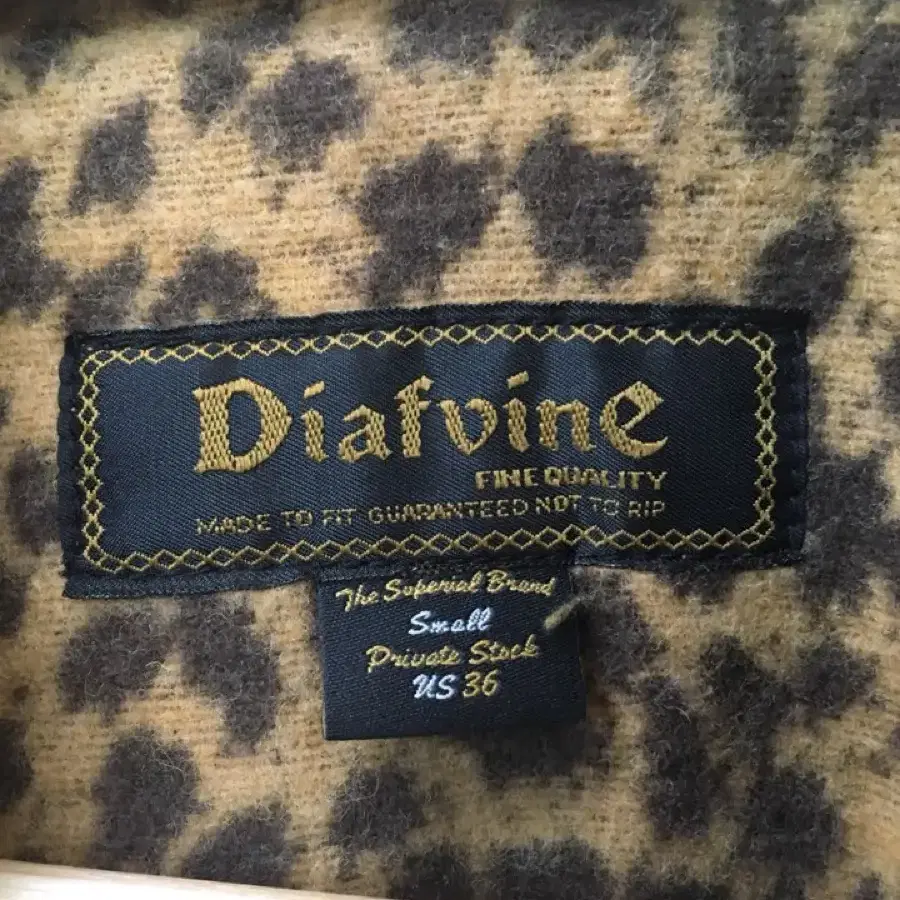 Diafvine
FINE QUALITY
MADE TO FIT GUARANTEED NOT TO RIP
The Superial Brand
Small
Private Stock
US 36